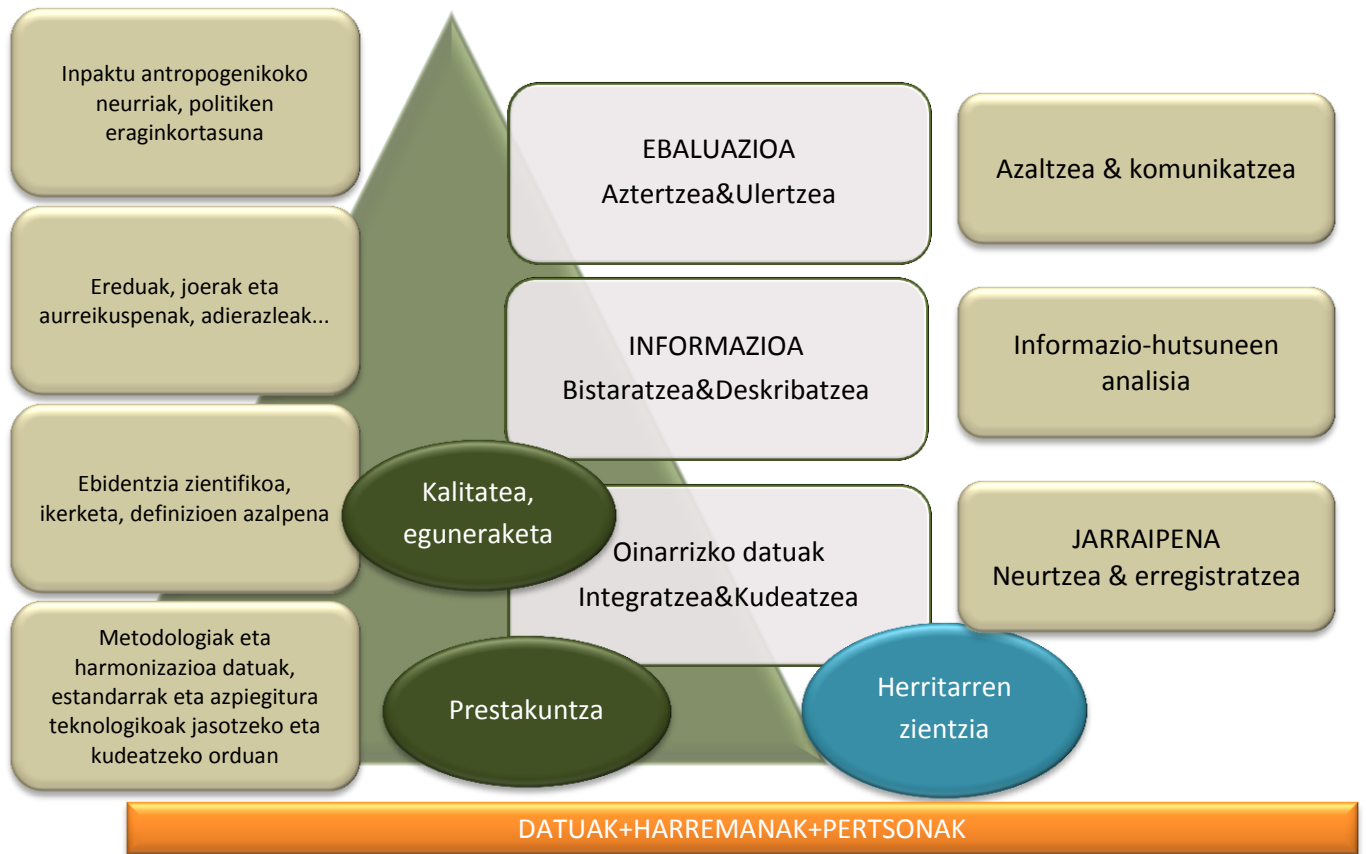 Inpaktu antropogenikoko
neurriak, politiken
eraginkortasuna
Ereduak, joerak eta
aurreikuspenak, adierazleak...
Ebidentzia zientifikoa,
ikerketa, definizioen azalpena
Metodologiak eta
harmonizazioa datuak,
estandarrak eta azpiegitura
teknologikoak jasotzeko eta
kudeatzeko orduan
EBALUAZIOA
Aztertzea&Ulertzea
INFORMAZIOA
Bistaratzea&Deskribatzea
Kalitatea,
eguneraketa
Oinarrizko datuak
Integratzea&Kudeatzea
Prestakuntza
Azaltzea & komunikatzea
Informazio-hutsuneen
analisia
JARRAIPENA
Neurtzea & erregistratzea
Herritarren
zientzia
DATUAK+HARREMANAK+PERTSONAK